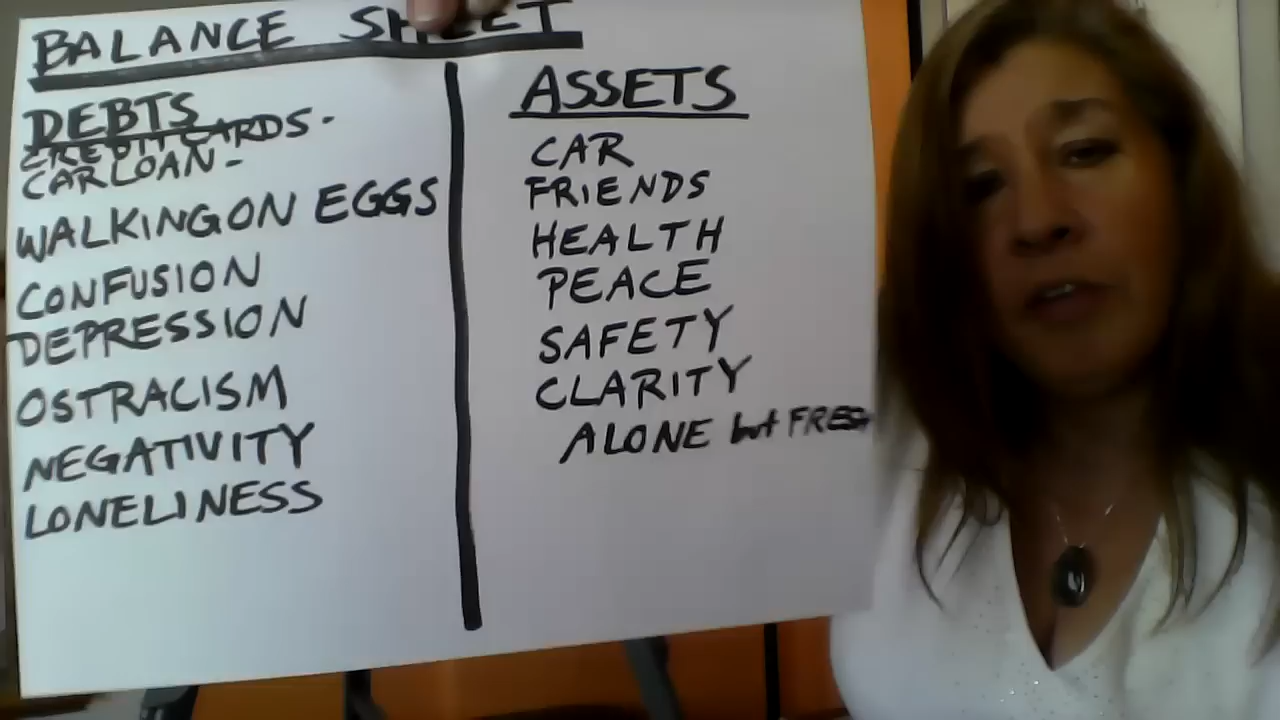 BALANCE SHEET
DEBTS
CREDIT CARDS-
CAR LOAN-
WALKING ON EGGS
CONFUSION
DEPRESSION
OSTRACISM
NEGATIVITY
LONELINESS
ASSETS
CAR
FRIENDS
HEALTH
PEACE
SAFETY
CLARITY
ALONE but FREE